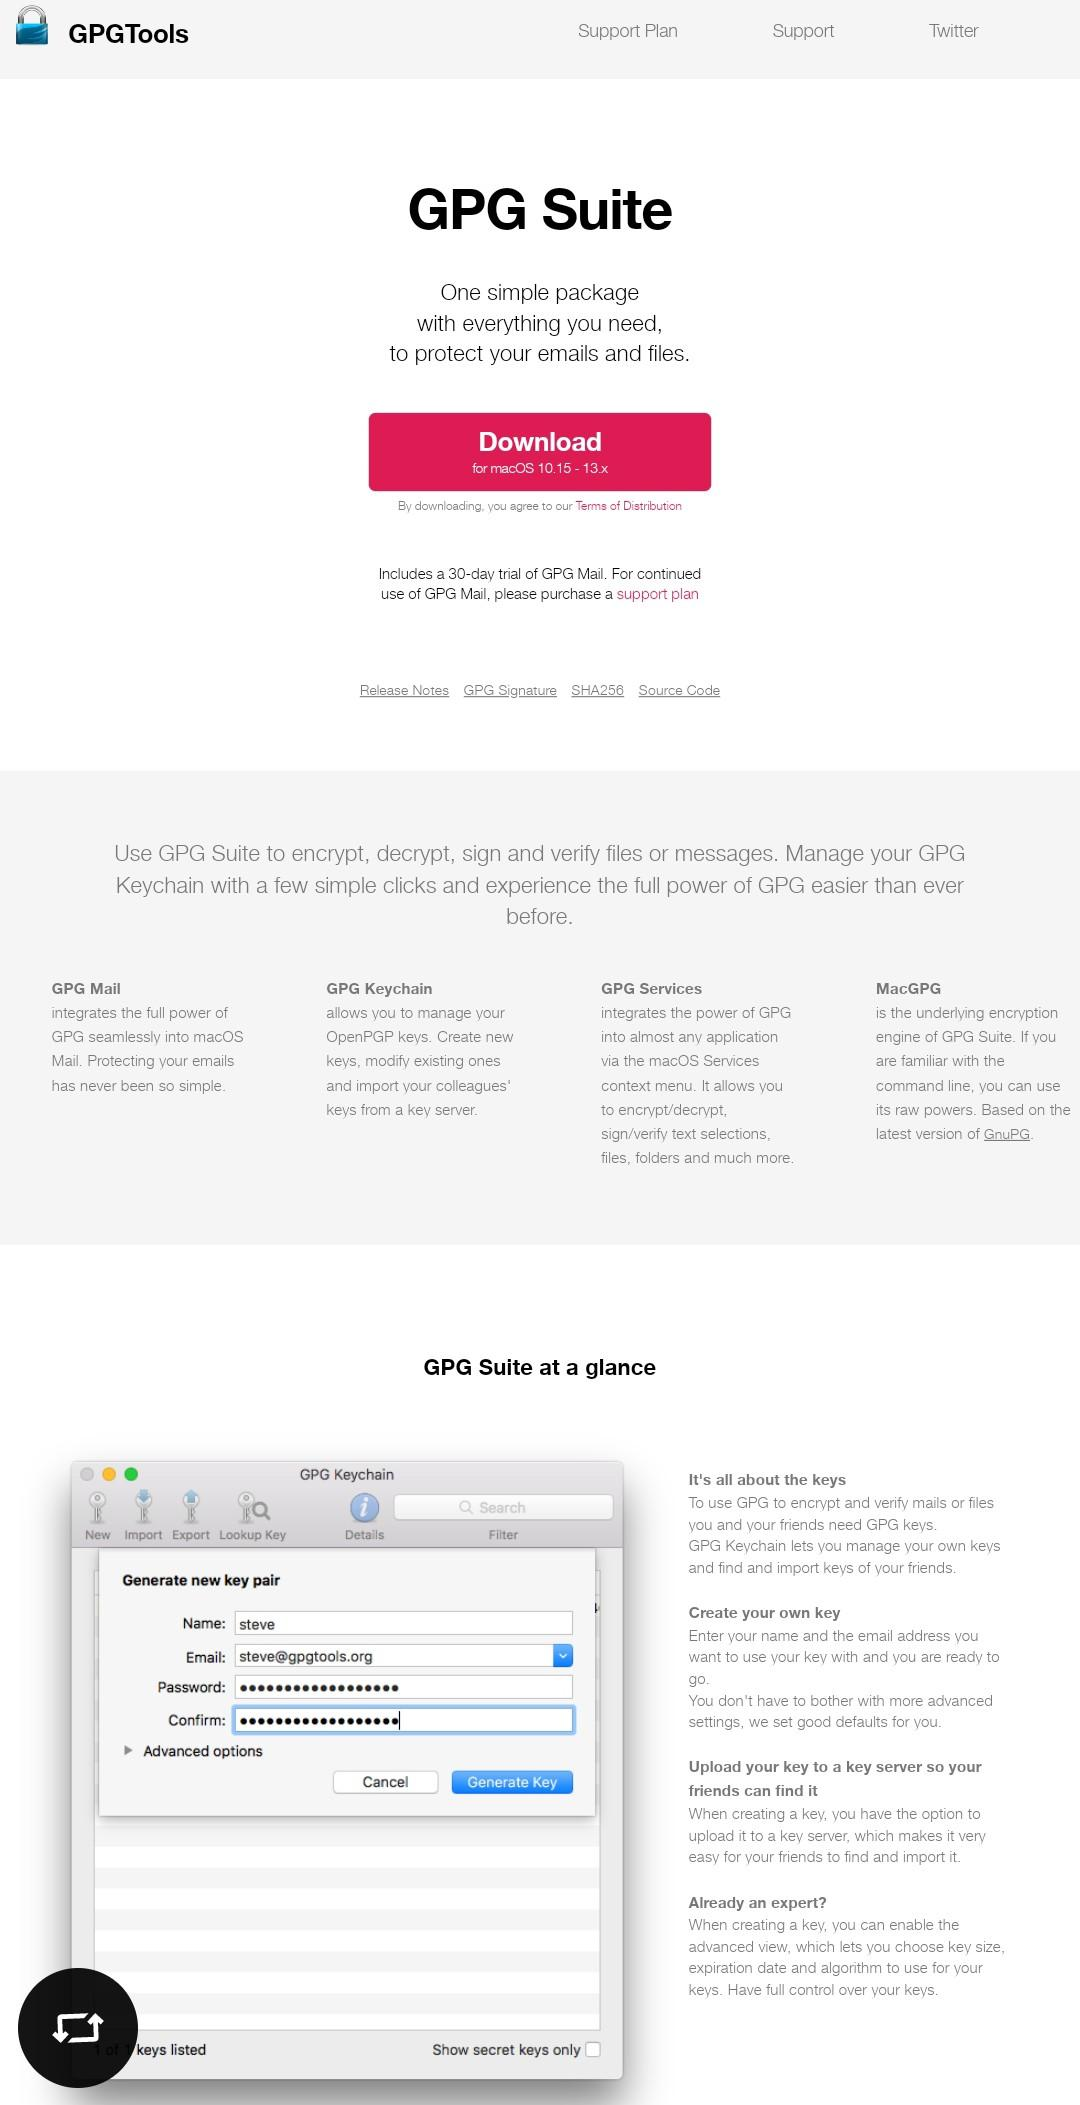 GPGTools
Support Plan
Support
Twitter
GPG Suite
One simple package
with everything you need,
to protect your emails and files.
Download
for macOS 10.15 - 13.x
By downloading, you agree to our Terms of Distribution
Includes a 30-day trial of GPG Mail. For continued
use of GPG Mail, please purchase a support plan
Release Notes GPG Signature SHA256 Source Code
Use GPG Suite to encrypt, decrypt, sign and verify files or messages. Manage your GPG
Keychain with a few simple clicks and experience the full power of GPG easier than ever
before.
GPG Mail
integrates the full power of
GPG seamlessly into macOS
Mail. Protecting your emails
has never been so simple.
GPG Keychain
allows you to manage your
OpenPGP keys. Create new
keys, modify existing ones
and import your colleagues'
keys from a key server.
GPG Services
integrates the power of GPG
into almost any application
via the macOS Services
context menu. It allows you
to encrypt/decrypt,
sign/verify text selections,
files, folders and much more.
MacGPG
is the underlying encryption
engine of GPG Suite. If you
are familiar with the
command line, you can use
its raw powers. Based on the
latest version of GnuPG.
GPG Suite at a glance
GPG Keychain
New Import Export Lookup Key Details
Search
Filter
Generate new key pair
Name: steve
Email: steve@gpgtools.org
Password: ●●●●●●●●●●●●●●●●●●
Confirm: ●●●●●●●●●●●●●●●●●●
Advanced options
Cancel
Generate Key
1 of 1 keys listed
Show secret keys only
It's all about the keys
To use GPG to encrypt and verify mails or files
you and your friends need GPG keys.
GPG Keychain lets you manage your own keys
and find and import keys of your friends.
Create your own key
Enter your name and the email address you
want to use your key with and you are ready to
go.
You don't have to bother with more advanced
settings, we set good defaults for you.
Upload your key to a key server so your
friends can find it
When creating a key, you have the option to
upload it to a key server, which makes it very
easy for your friends to find and import it.
Already an expert?
When creating a key, you can enable the
advanced view, which lets you choose key size,
expiration date and algorithm to use for your
keys. Have full control over your keys.